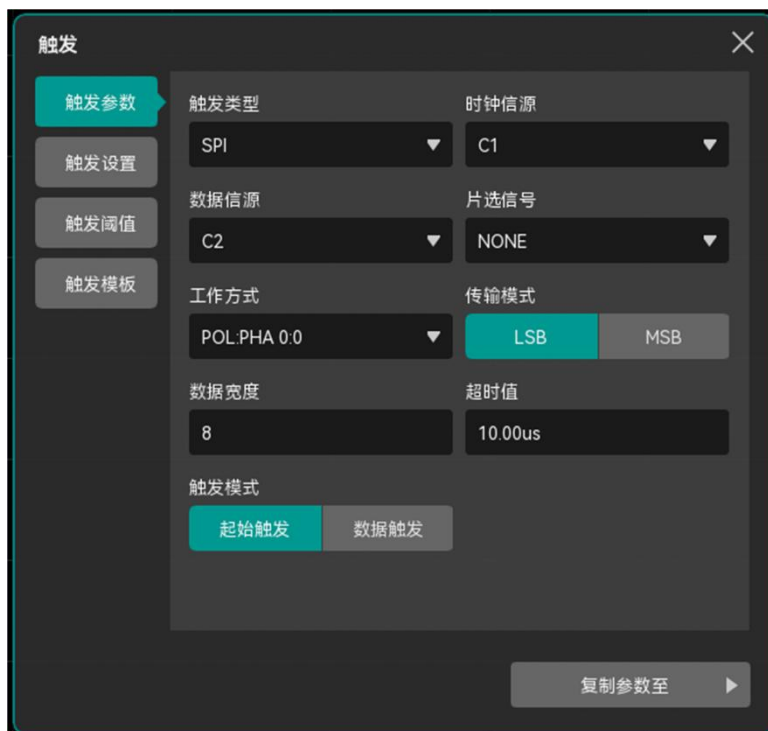 触发
触发参数
触发设置
触发阈值
触发模板
触发类型
时钟信源
SPI
C1
数据信源
片选信号
C2
NONE
工作方式
传输模式
POL:PHA 0:0
LSB
MSB
数据宽度
超时值
8
10.00us
触发模式
起始触发
数据触发
复制参数至